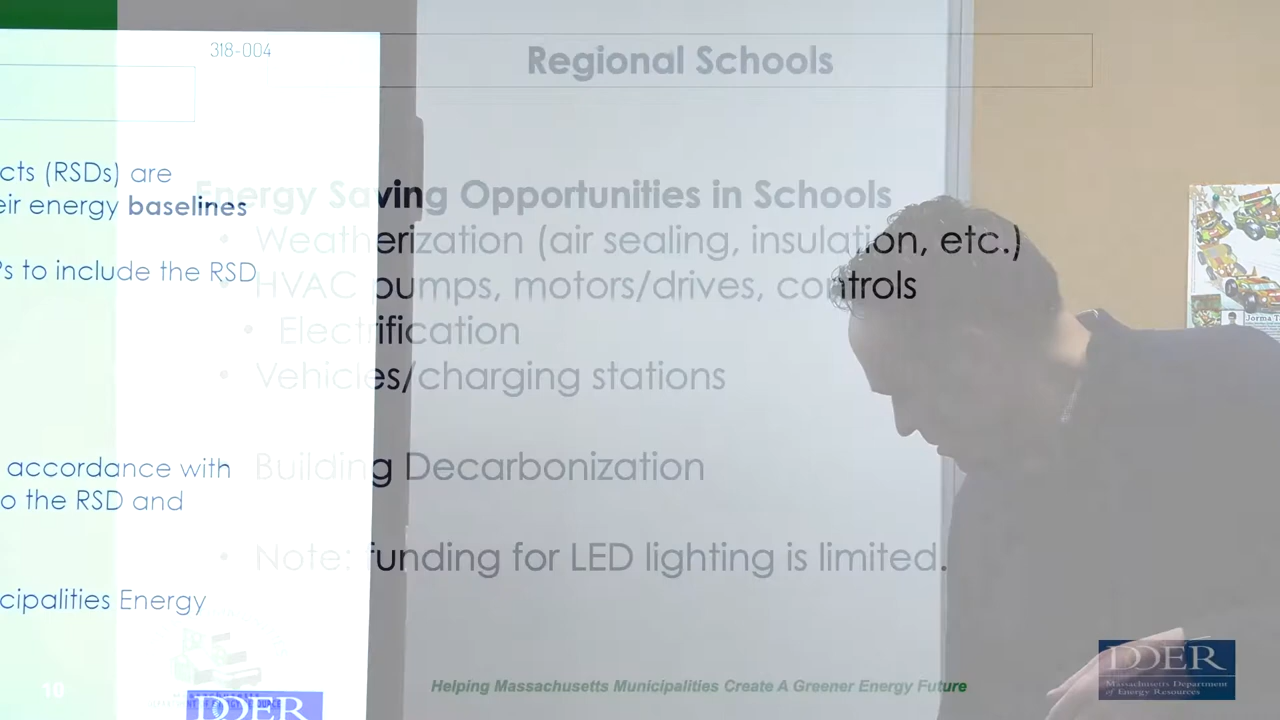 318-004
Regional Schools
cts (RSDs) are
eir energy baselines
Ps to include the RSD
accordance with
o the RSD and
cipalities Energy
Energy Saving Opportunities in Schools
• Weatherization (air sealing, insulation, etc.)
• HVAC pumps, motors/drives, controls
• Electrification
• Vehicles/charging stations
Building Decarbonization
• Note: funding for LED lighting is limited.
10
Helping Massachusetts Municipalities Create A Greener Energy Future
DOER
DOER
Massachusetts Department
of Energy Resources
Jorma